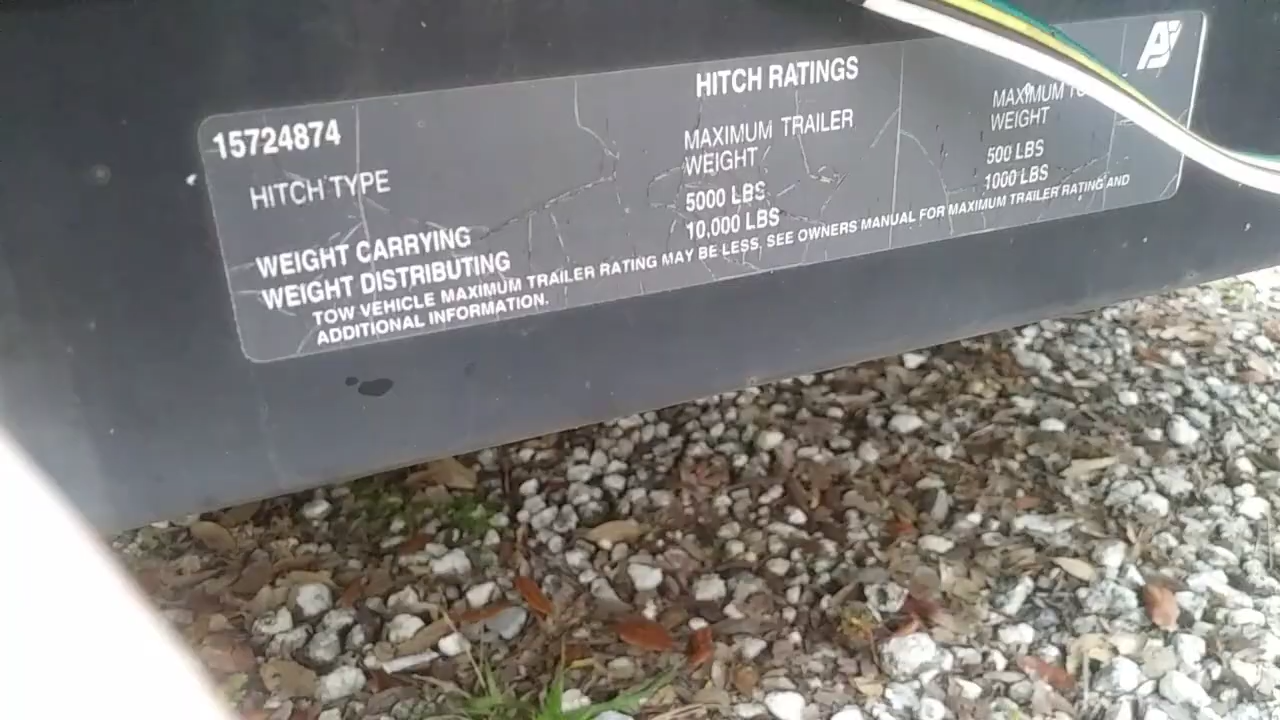 15724874
HITCH RATINGS
HITCH TYPE
MAXIMUM TRAILER
WEIGHT
MAXIMUM
WEIGHT
WEIGHT CARRYING 5000 LBS 500 LBS
WEIGHT DISTRIBUTING 10,000 LBS 1000 LBS
TOW VEHICLE MAXIMUM TRAILER RATING MAY BE LESS. SEE OWNERS MANUAL FOR MAXIMUM TRAILER RATING AND
ADDITIONAL INFORMATION.